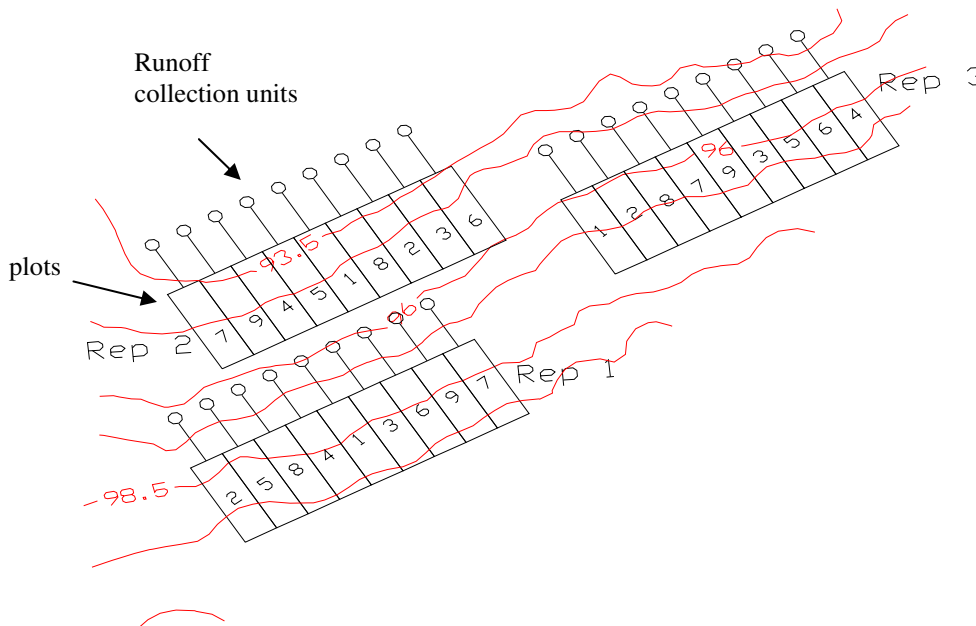 Runoff
collection units
Rep 3
96
1 2 8 7 9 3 5 6 4
plots
93.5
7 9 4 5 1 8 2 3 6
Rep 2
96
Rep 1
2 5 8 4 1 3 6 9 7
98.5